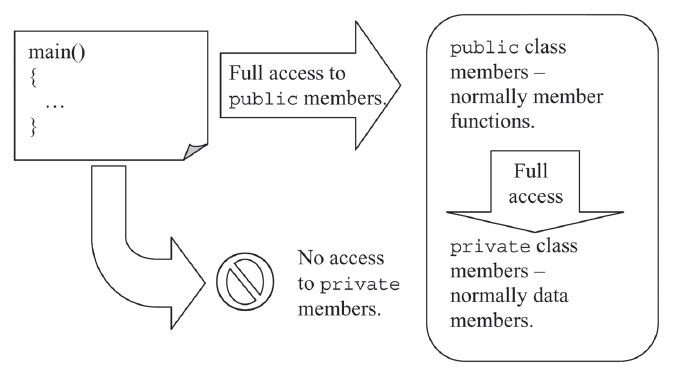 main()
{
...
}
Full access to
public members.
public class
members –
normally member
functions.
Full
access
private class
members –
normally data
members.
No access
to private
members.